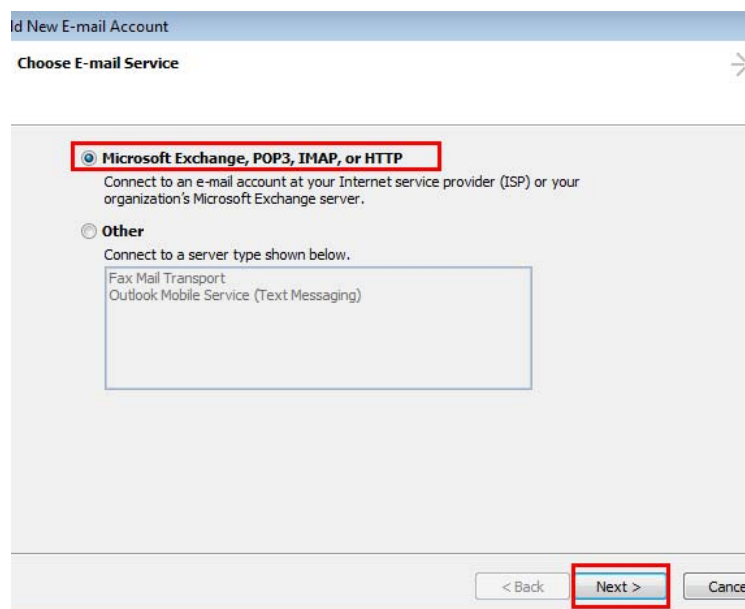 ld New E-mail Account
Choose E-mail Service
Microsoft Exchange, POP3, IMAP, or HTTP
Connect to an e-mail account at your Internet service provider (ISP) or your
organization's Microsoft Exchange server.
Other
Connect to a server type shown below.
Fax Mail Transport
Outlook Mobile Service (Text Messaging)
< Back Next > Cance